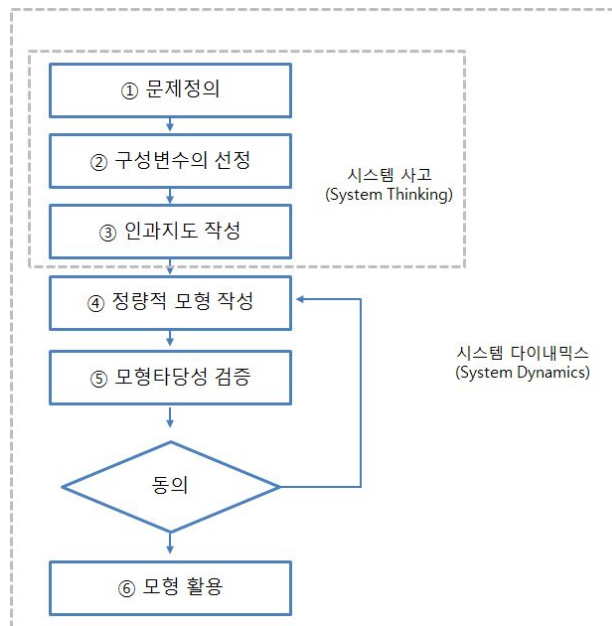 ① 문제정의
② 구성변수의 선정
시스템 사고
(System Thinking)
③ 인과지도 작성
④ 정량적 모형 작성
시스템 다이내믹스
(System Dynamics)
⑤ 모형타당성 검증
동의
⑥ 모형 활용